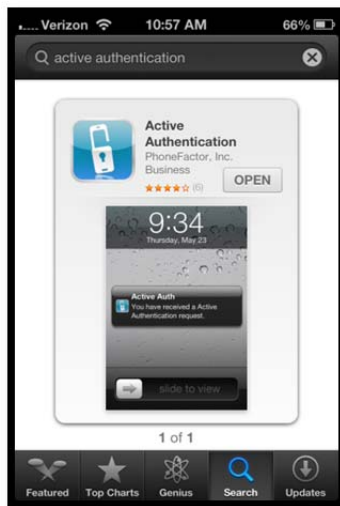 Verizon 10:57 AM 66%
active authentication
Active
Authentication
PhoneFactor, Inc.
Business
(6)
OPEN
9:34
Thursday, May 23
Active Auth
You have received a Active
Authentication request.
slide to view
1 of 1
Featured Top Charts Genius Search Updates